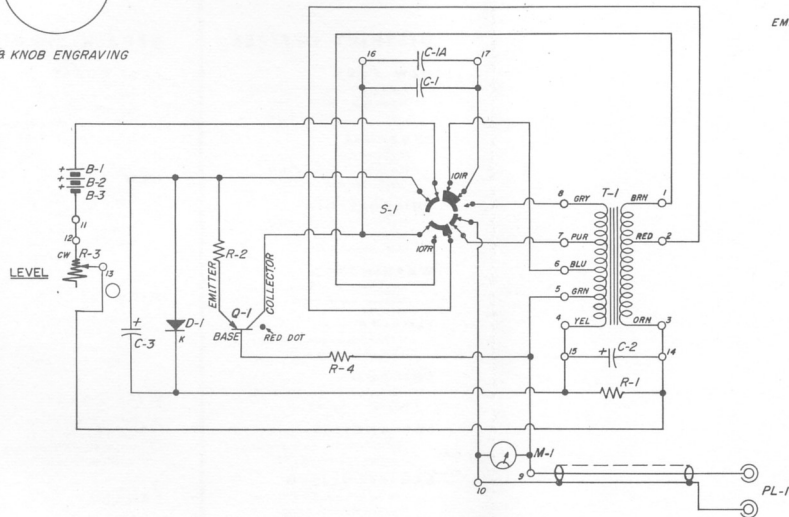 EM
a KNOB ENGRAVING
16
C-1A
17
C-1
+ B-1
+ B-2
+ B-3
11
12
CW R-3
13
LEVEL
+
C-3
D-1
K
R-2
EMITTER
COLLECTOR
Q-1
BASE
RED DOT
R-4
S-1
101R
107R
T-1
8 GRY
7 PUR
6 BLU
5 GRN
4 YEL
BRN 1
RED 2
ORN 3
15
+ C-2
14
R-1
M-1
9
10
PL-1